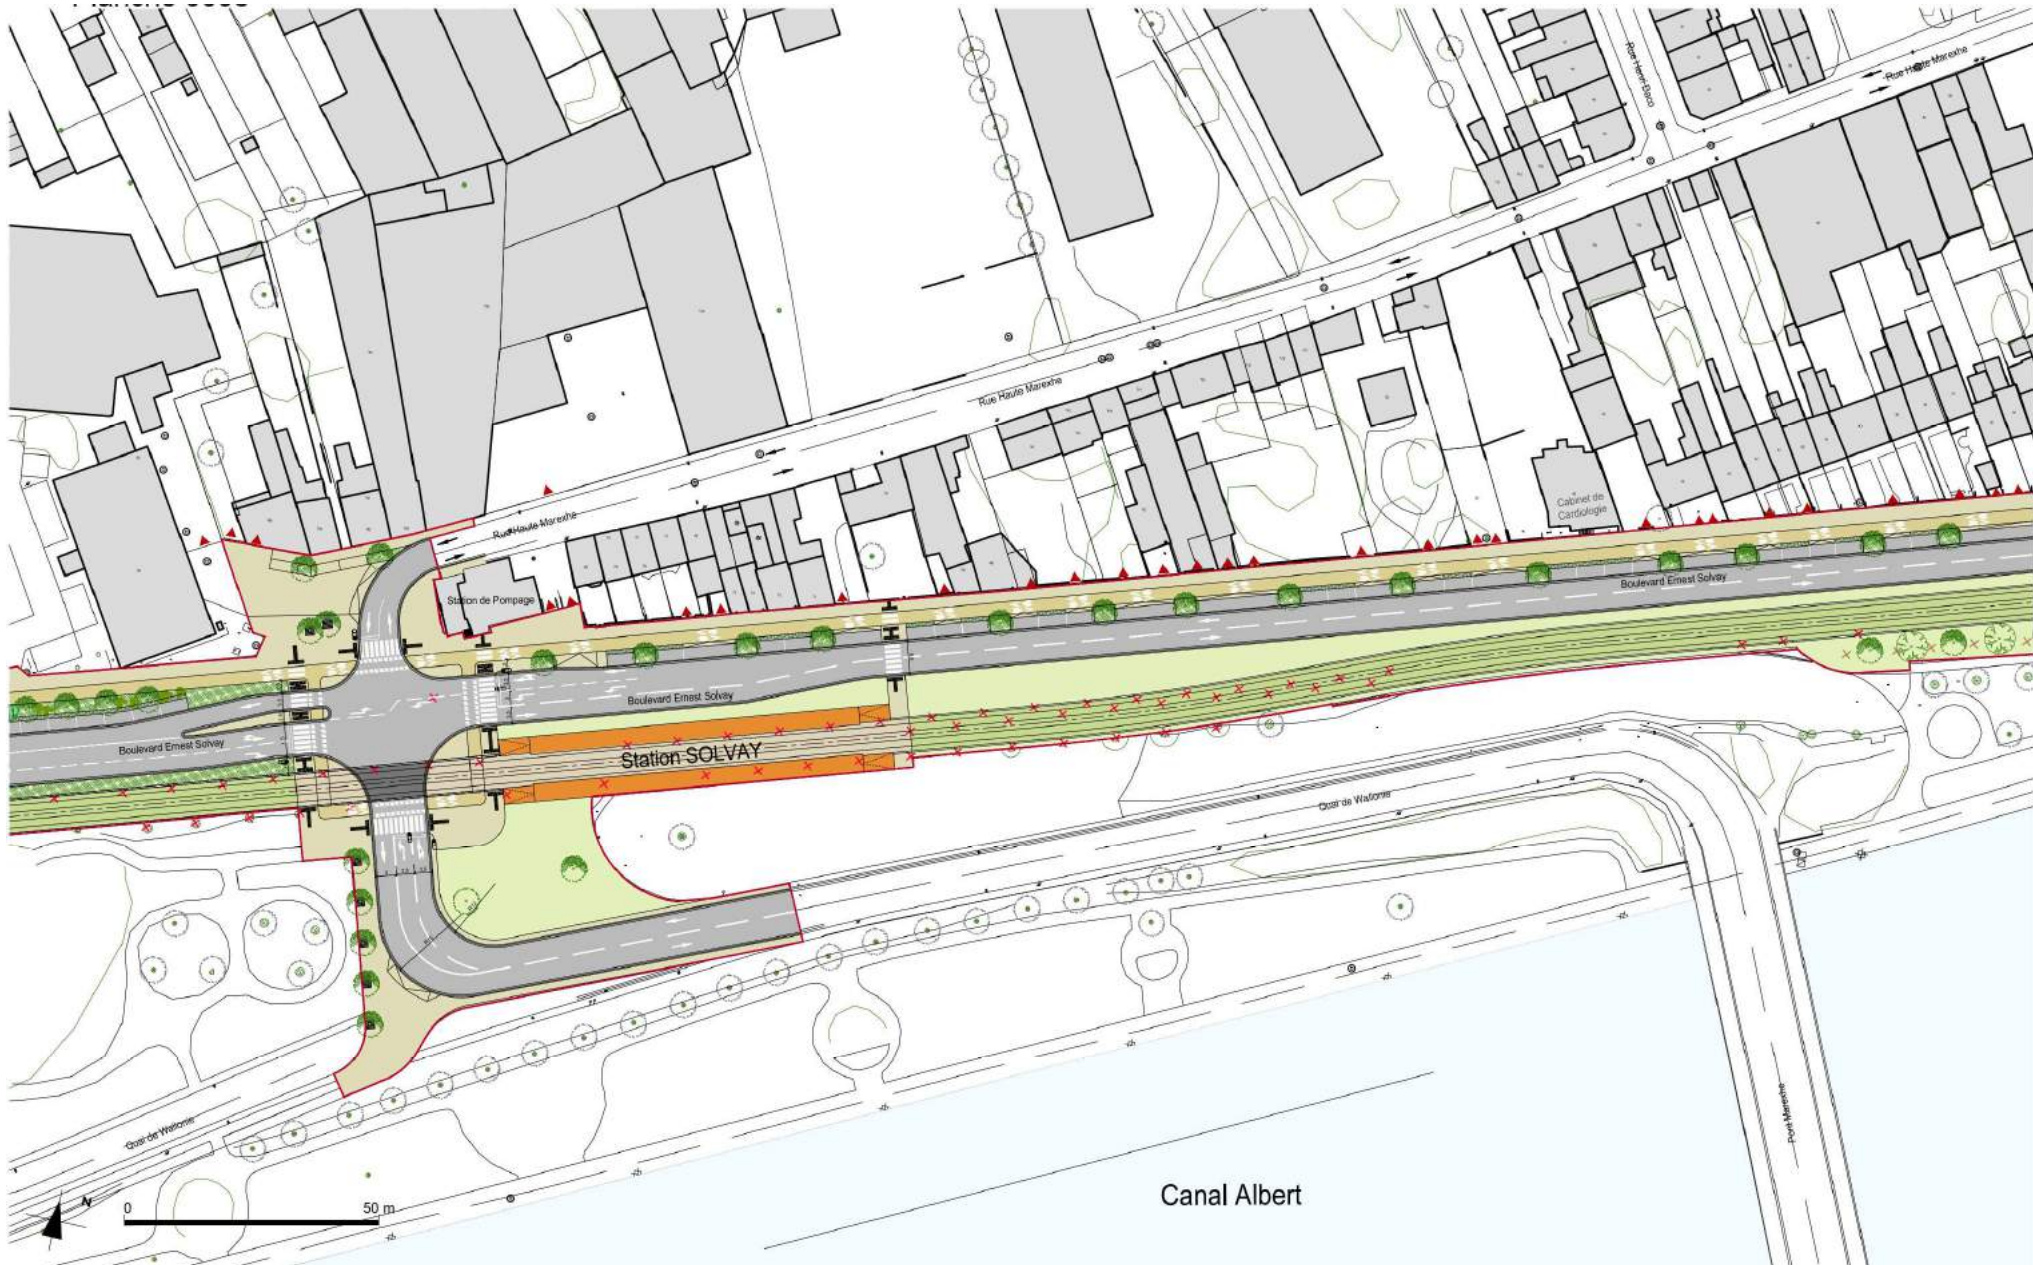 Rue Henri Baco
Rue Haute Marexhe
Rue Haute Marexhe
Cabinet de
Cardiologie
Rue Haute Marexhe
Station de Pompage
Boulevard Ernest Solvay
Boulevard Ernest Solvay
Boulevard Ernest Solvay
Station SOLVAY
Quai de Wallonie
Quai de Wallonie
Pont Marexhe
Canal Albert
N
0
50 m